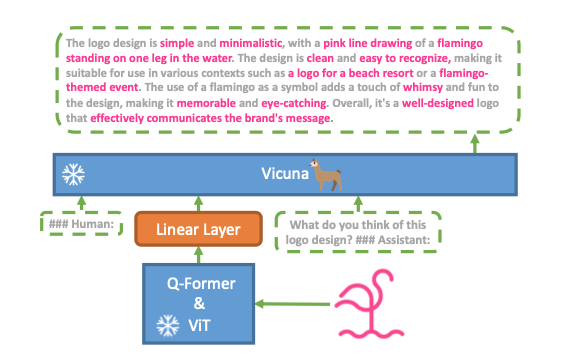 The logo design is simple and minimalistic, with a pink line drawing of a flamingo
standing on one leg in the water. The design is clean and easy to recognize, making it
suitable for use in various contexts such as a logo for a beach resort or a flamingo-
themed event. The use of a flamingo as a symbol adds a touch of whimsy and fun to
the design, making it memorable and eye-catching. Overall, it's a well-designed logo
that effectively communicates the brand's message.
Vicuna
### Human:
Linear Layer
What do you think of this
logo design? ### Assistant:
Q-Former
&
ViT